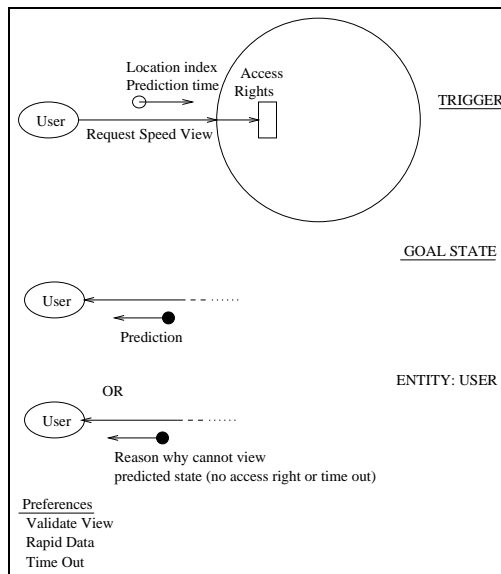 Location index
Prediction time
Access
Rights
TRIGGER
User
Request Speed View
GOAL STATE
User
Prediction
ENTITY: USER
OR
User
Reason why cannot view
predicted state (no access right or time out)
Preferences
Validate View
Rapid Data
Time Out